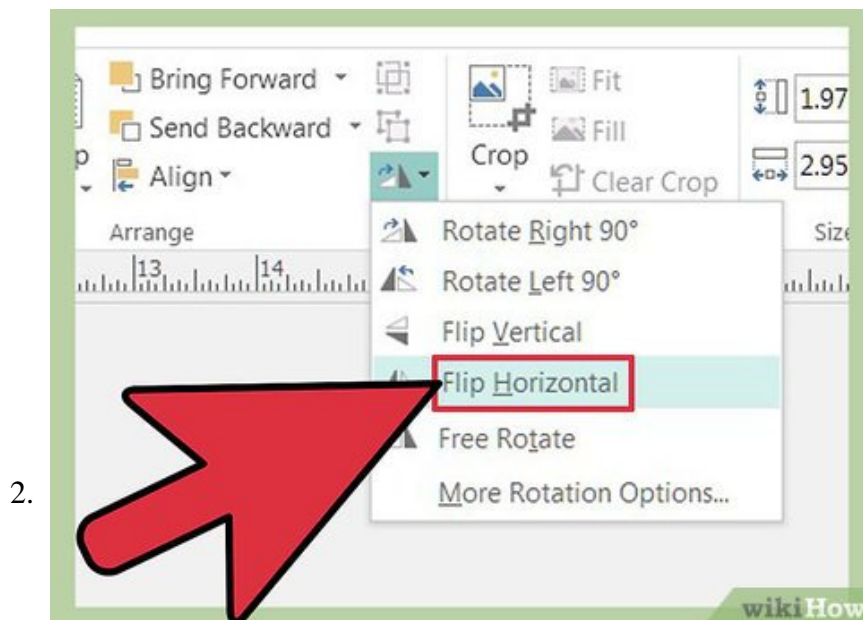 Bring Forward
Send Backward
Align
Arrange
Crop
Fit
Fill
Clear Crop
1.97
2.95
13
14
Rotate Right 90°
Rotate Left 90°
Flip Vertical
Flip Horizontal
Free Rotate
More Rotation Options...
2.
wikiHow